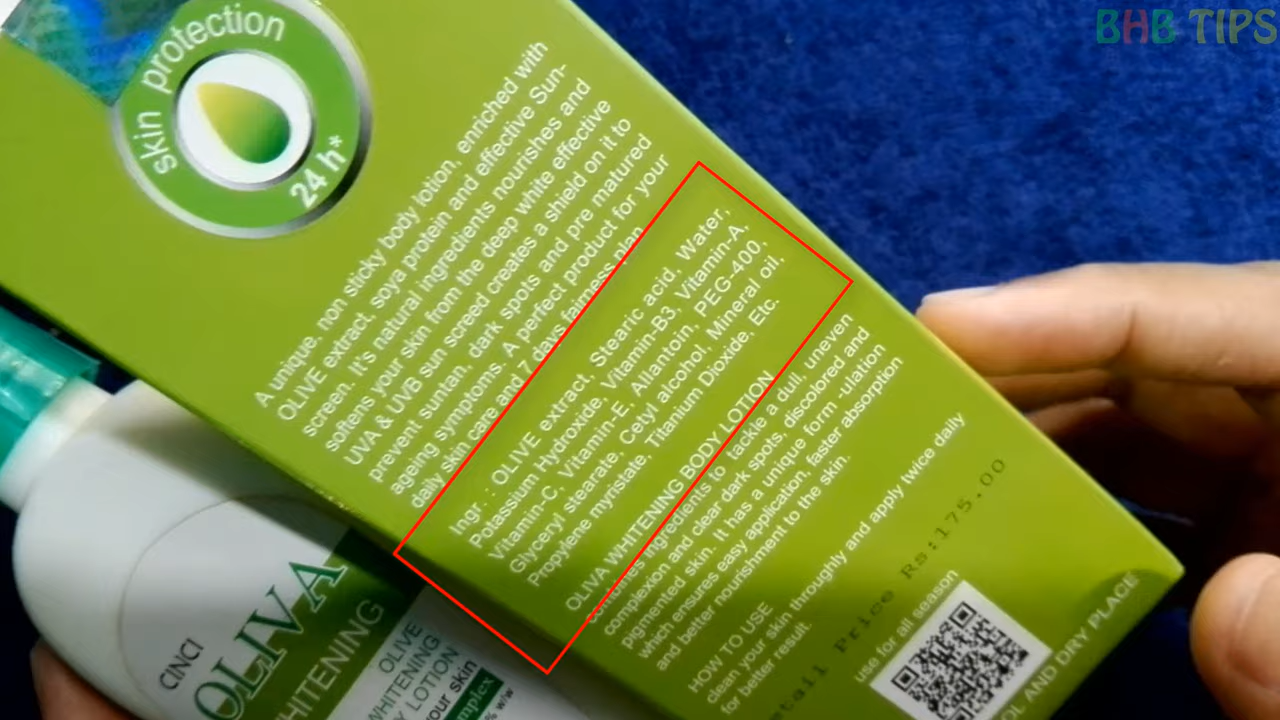 BHB TIPS
skin protection
24 h*
A unique, non sticky body lotion, enriched with
OLIVE extract, soya protein and effective Sun-
screen. It's natural ingredients nourishes and
softens your skin from the deep white effective
UVA & UVB sun screed creates a shield on it to
prevent suntan, dark spots and pre matured
ageing symptoms. A perfect product for your
daily skin care and 7 days fairness plan
Ingr. : OLIVE extract, Stearic acid, Water,
Potassium Hydroxide, Vitamin-B3, Vitamin-A,
Vitamin-C, Vitamin-E, Allantoin, PEG-400,
Glyceryl stearate, Cetyl alcohol, Mineral oil,
Propylene myristate, Titanium Dioxide, Etc.
OLIVA WHITENING BODY LOTION
combines ingredients to tackle a dull, uneven
complexion and clear dark spots, discolored and
pigmented skin. It has a unique form -ulation
which ensures easy application, faster absorption
and better nourishment to the skin.
HOW TO USE
clean your skin throughly and apply twice daily
for better result.
Price Rs:175.00
use for all season
AND DRY PLACE
CINCI
OLIVA
OLIVE
skin